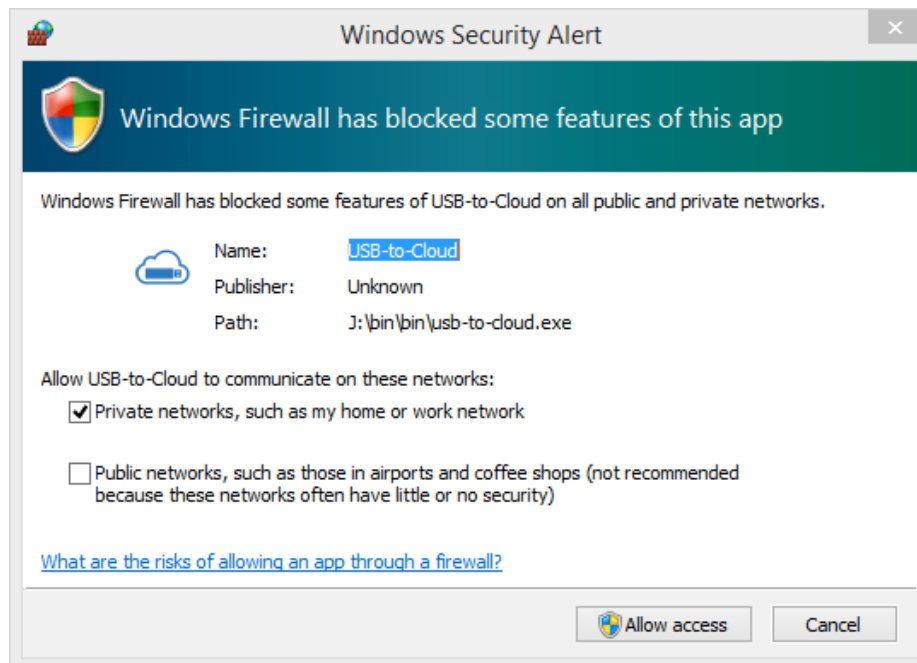 Windows Security Alert
Windows Firewall has blocked some features of this app
Windows Firewall has blocked some features of USB-to-Cloud on all public and private networks.
Name: USB-to-Cloud
Publisher: Unknown
Path: J:\bin\bin\usb-to-cloud.exe
Allow USB-to-Cloud to communicate on these networks:
Private networks, such as my home or work network
Public networks, such as those in airports and coffee shops (not recommended
because these networks often have little or no security)
What are the risks of allowing an app through a firewall?
Allow access Cancel